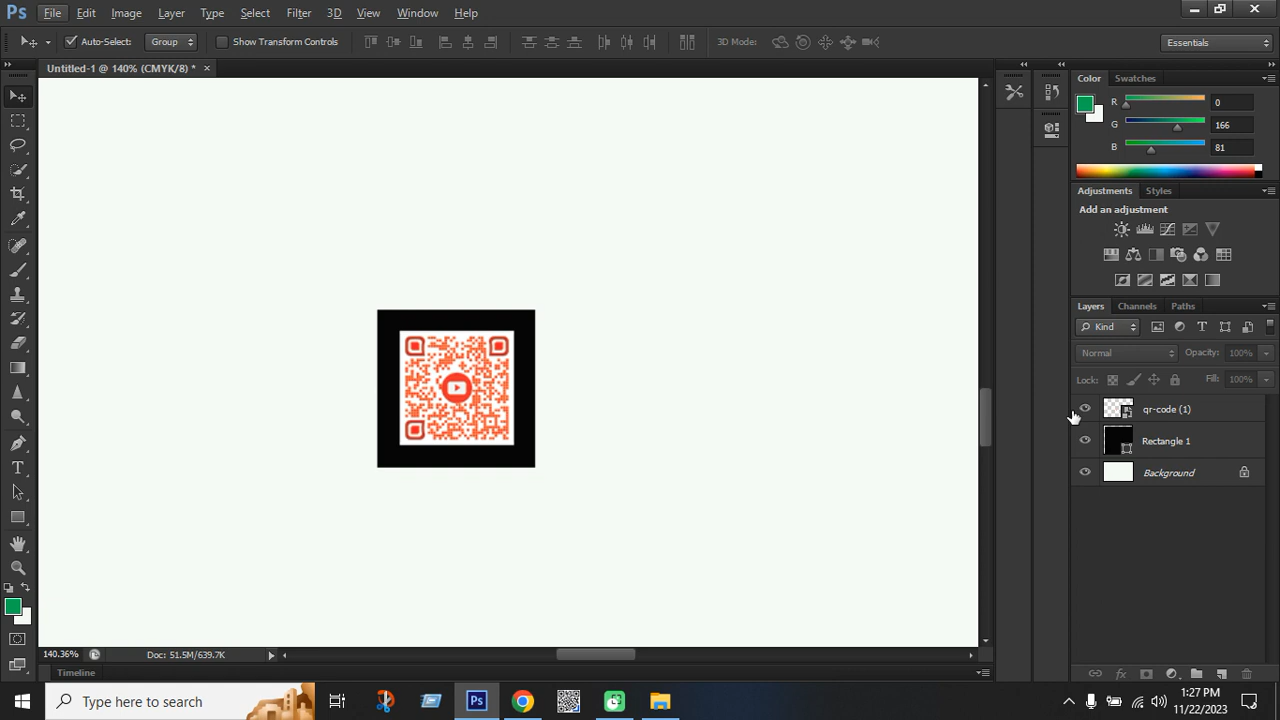 Ps File Edit Image Layer Type Select Filter 3D View Window Help
Auto-Select: Group Show Transform Controls 3D Mode: Essentials
Untitled-1 @ 140% (CMYK/8) * ×
Color Swatches
R 0
G 166
B 81
Adjustments Styles
Add an adjustment
Layers Channels Paths
Kind
Normal Opacity: 100%
Lock: Fill: 100%
qr-code (1)
Rectangle 1
Background
140.36% Doc: 51.5M/639.7K
Timeline
Type here to search
Ps
1:27 PM
11/22/2023